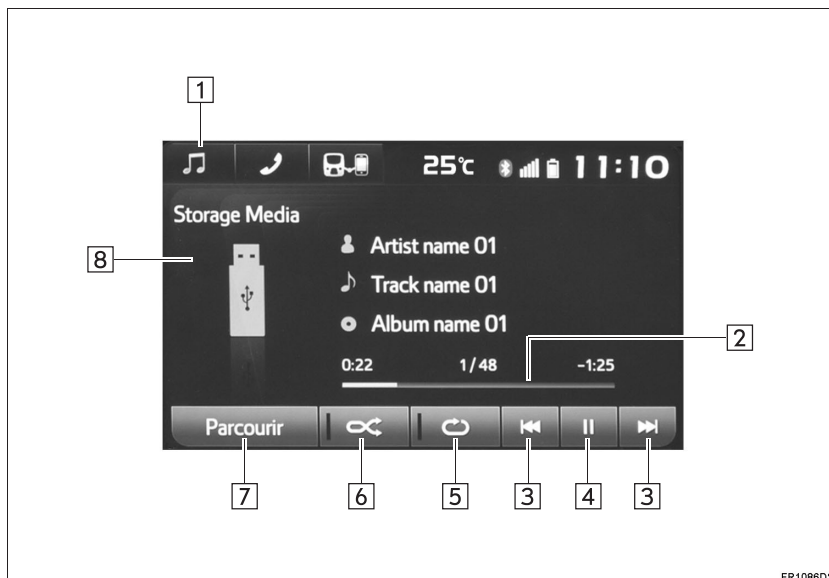 1
25℃ 11:10
Storage Media
8
Artist name 01
Track name 01
Album name 01
2
0:22 1/48 -1:25
Parcourir
7 6 5 3 4 3